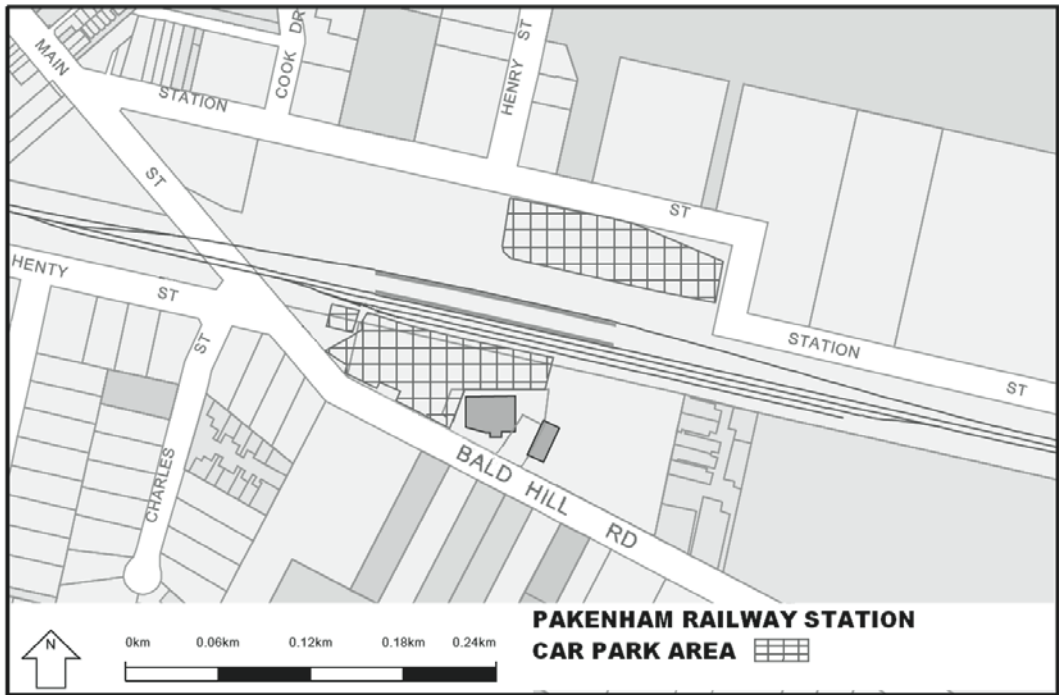 MAIN
ST
STATION
COOK DR
HENRY ST
ST
HENTY
ST
ST
CHARLES
STATION
ST
BALD HILL RD
N
0km 0.06km 0.12km 0.18km 0.24km
PAKENHAM RAILWAY STATION
CAR PARK AREA